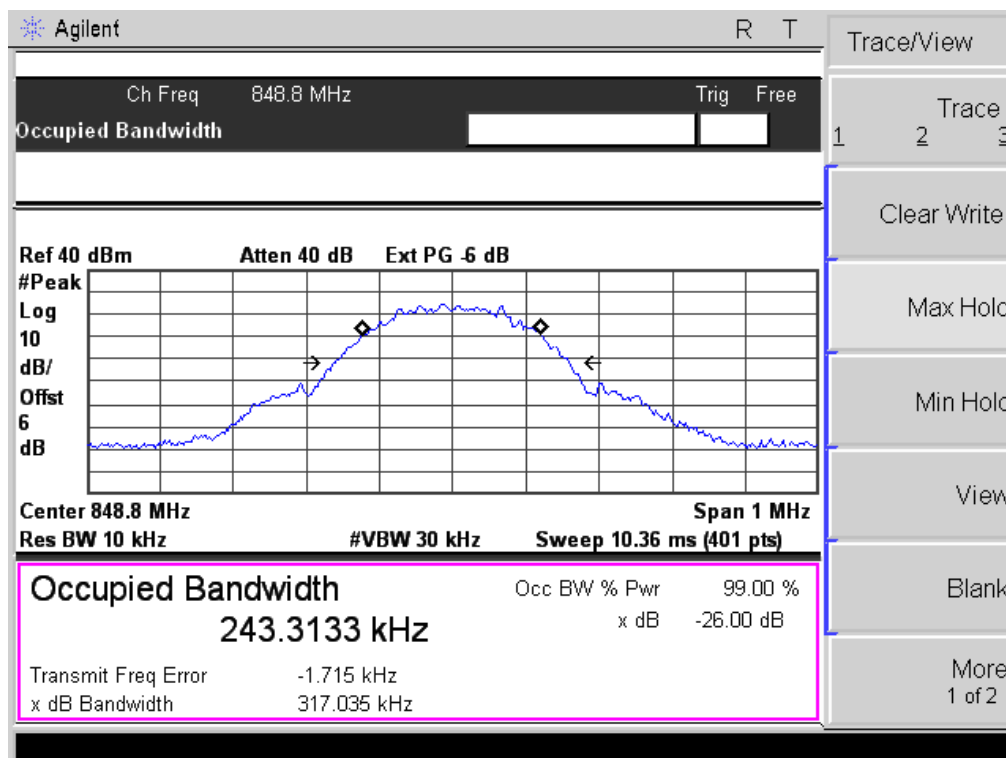 Agilent R T
Trace/View
Ch Freq 848.8 MHz Trig Free
Occupied Bandwidth
Trace
1 2 3
Clear Write
Max Hold
Min Hold
View
Blank
More
1 of 2
Ref 40 dBm Atten 40 dB Ext PG -6 dB
#Peak
Log
10
dB/
Offst
6
dB
Center 848.8 MHz Span 1 MHz
Res BW 10 kHz #VBW 30 kHz Sweep 10.36 ms (401 pts)
Occupied Bandwidth
243.3133 kHz
Occ BW % Pwr 99.00 %
x dB -26.00 dB
Transmit Freq Error -1.715 kHz
x dB Bandwidth 317.035 kHz